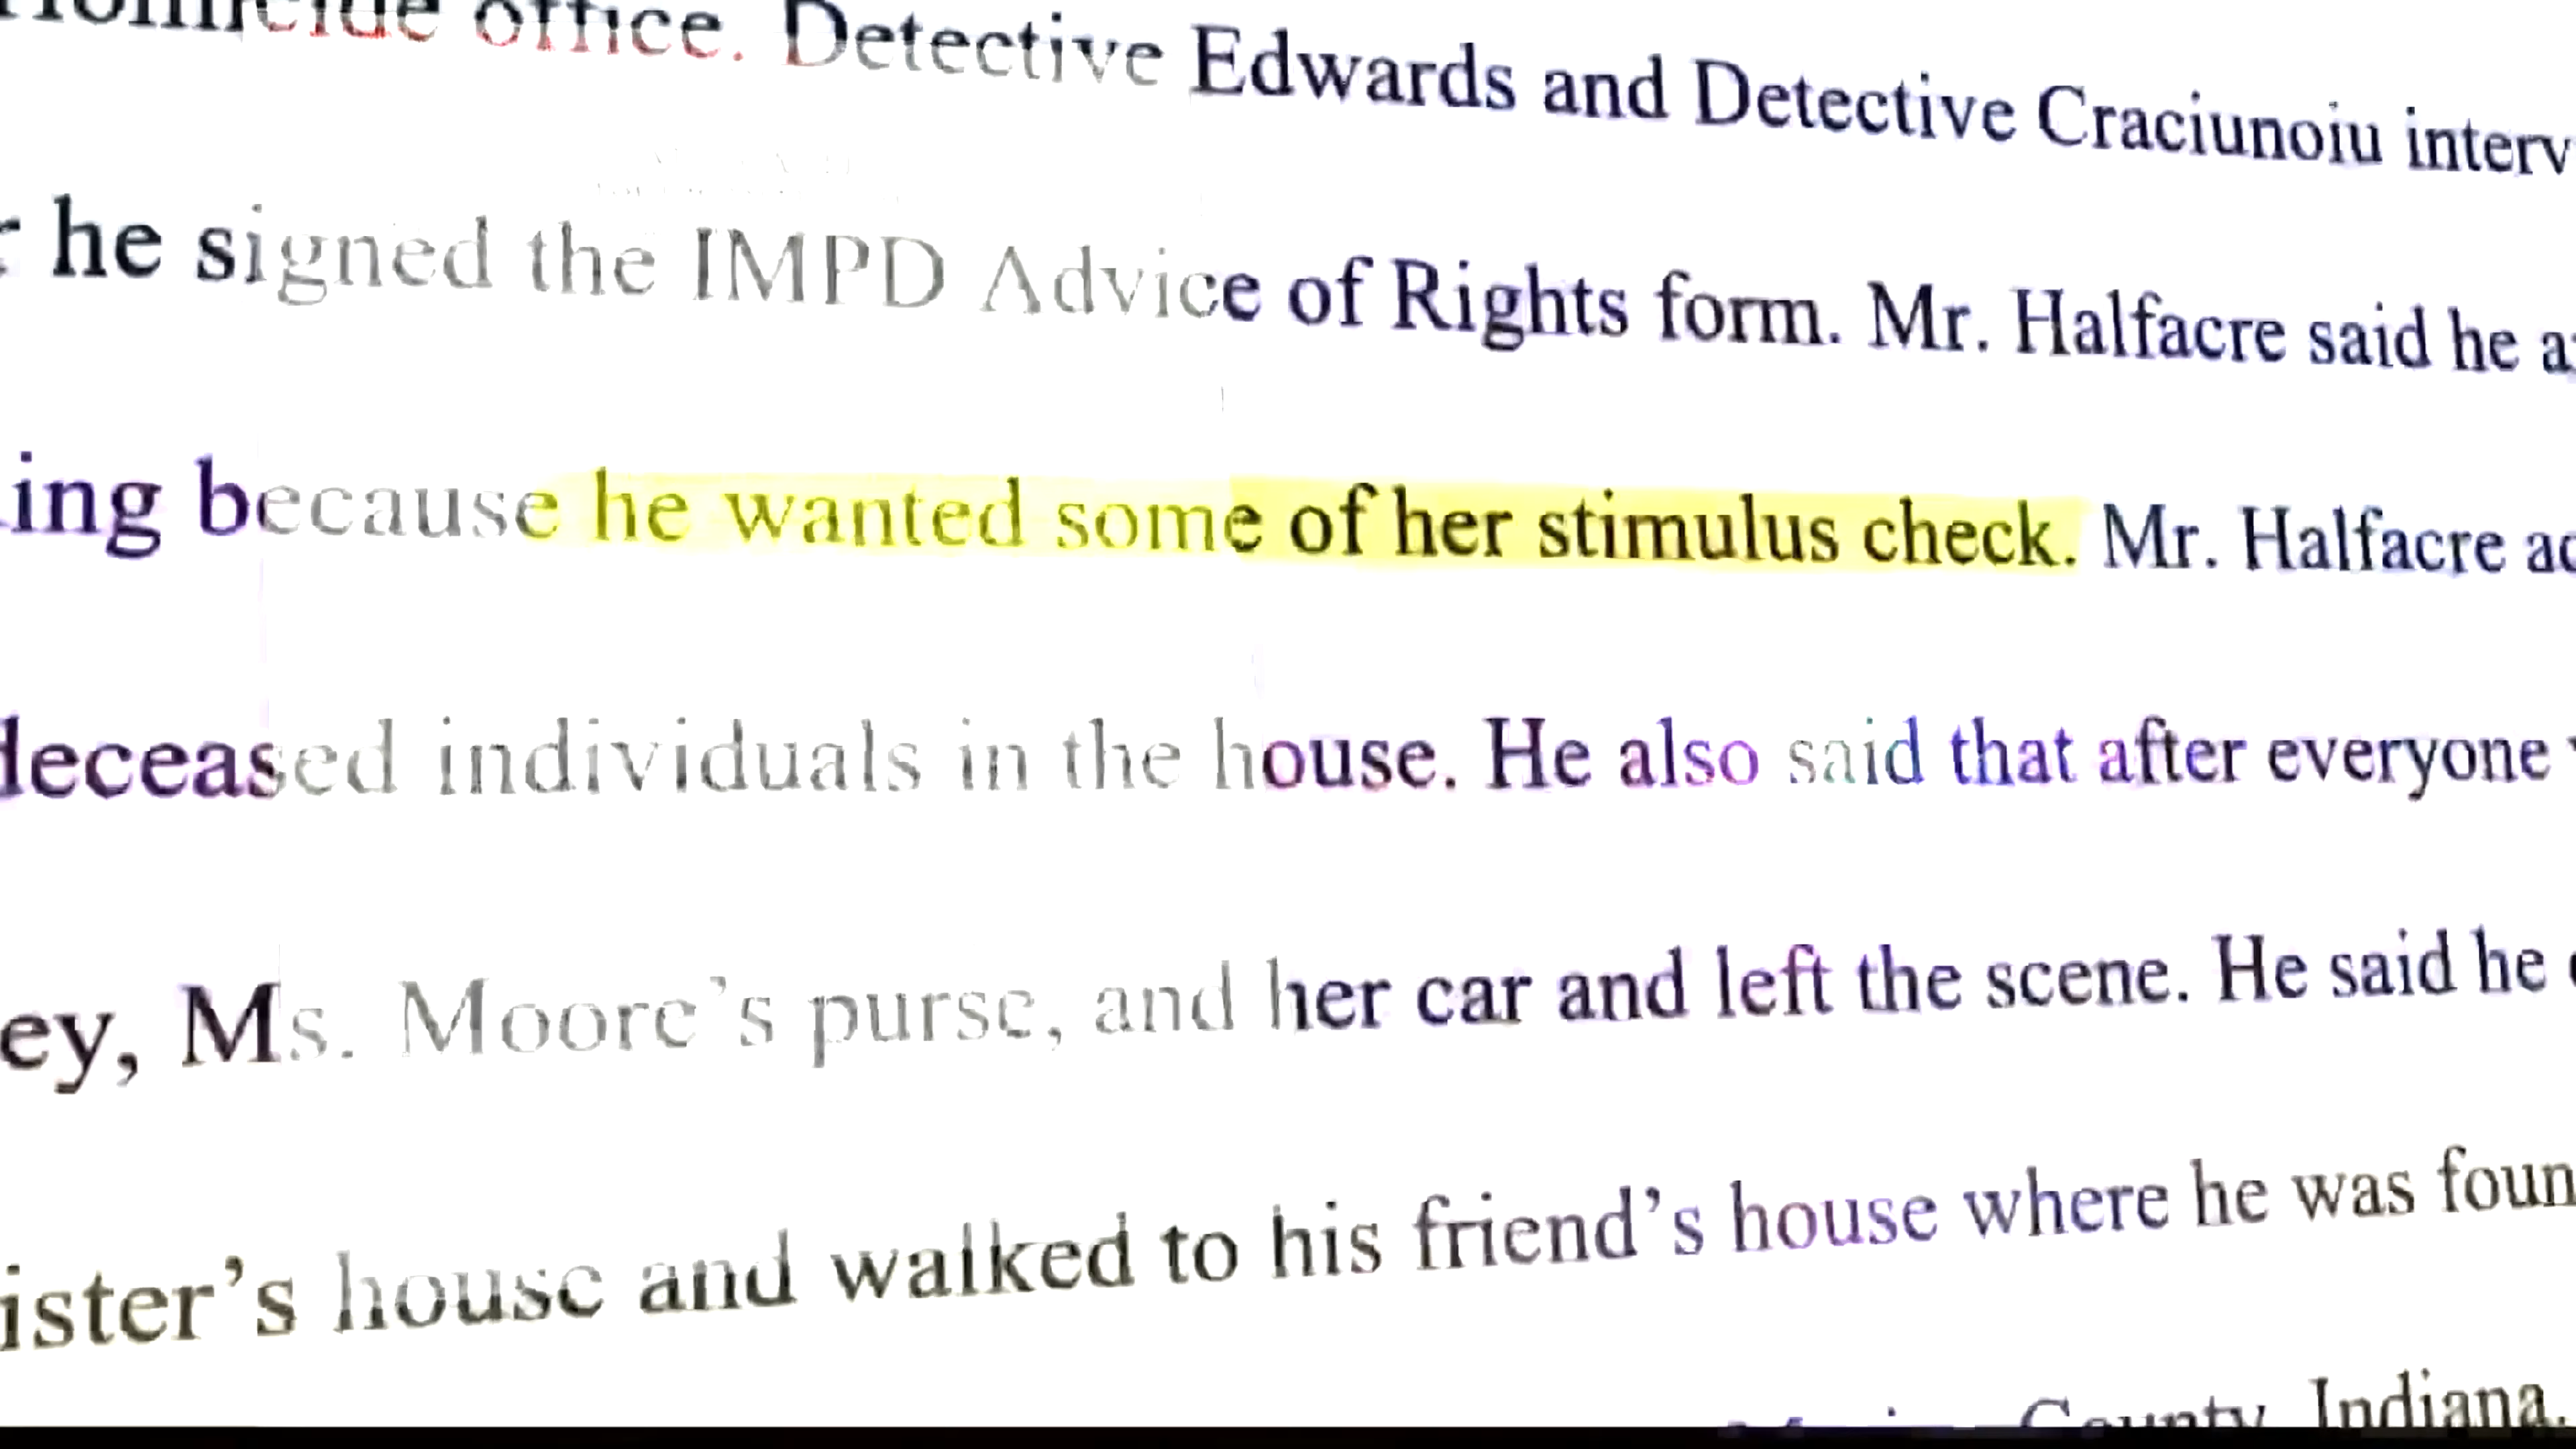 Homicide office. Detective Edwards and Detective Craciunoiu interv
he signed the IMPD Advice of Rights form. Mr. Halfacre said he a
ing because he wanted some of her stimulus check. Mr. Halfacre ac
deceased individuals in the house. He also said that after everyone
ey, Ms. Moore's purse, and her car and left the scene. He said he
ister's house and walked to his friend's house where he was foun
County, Indiana.